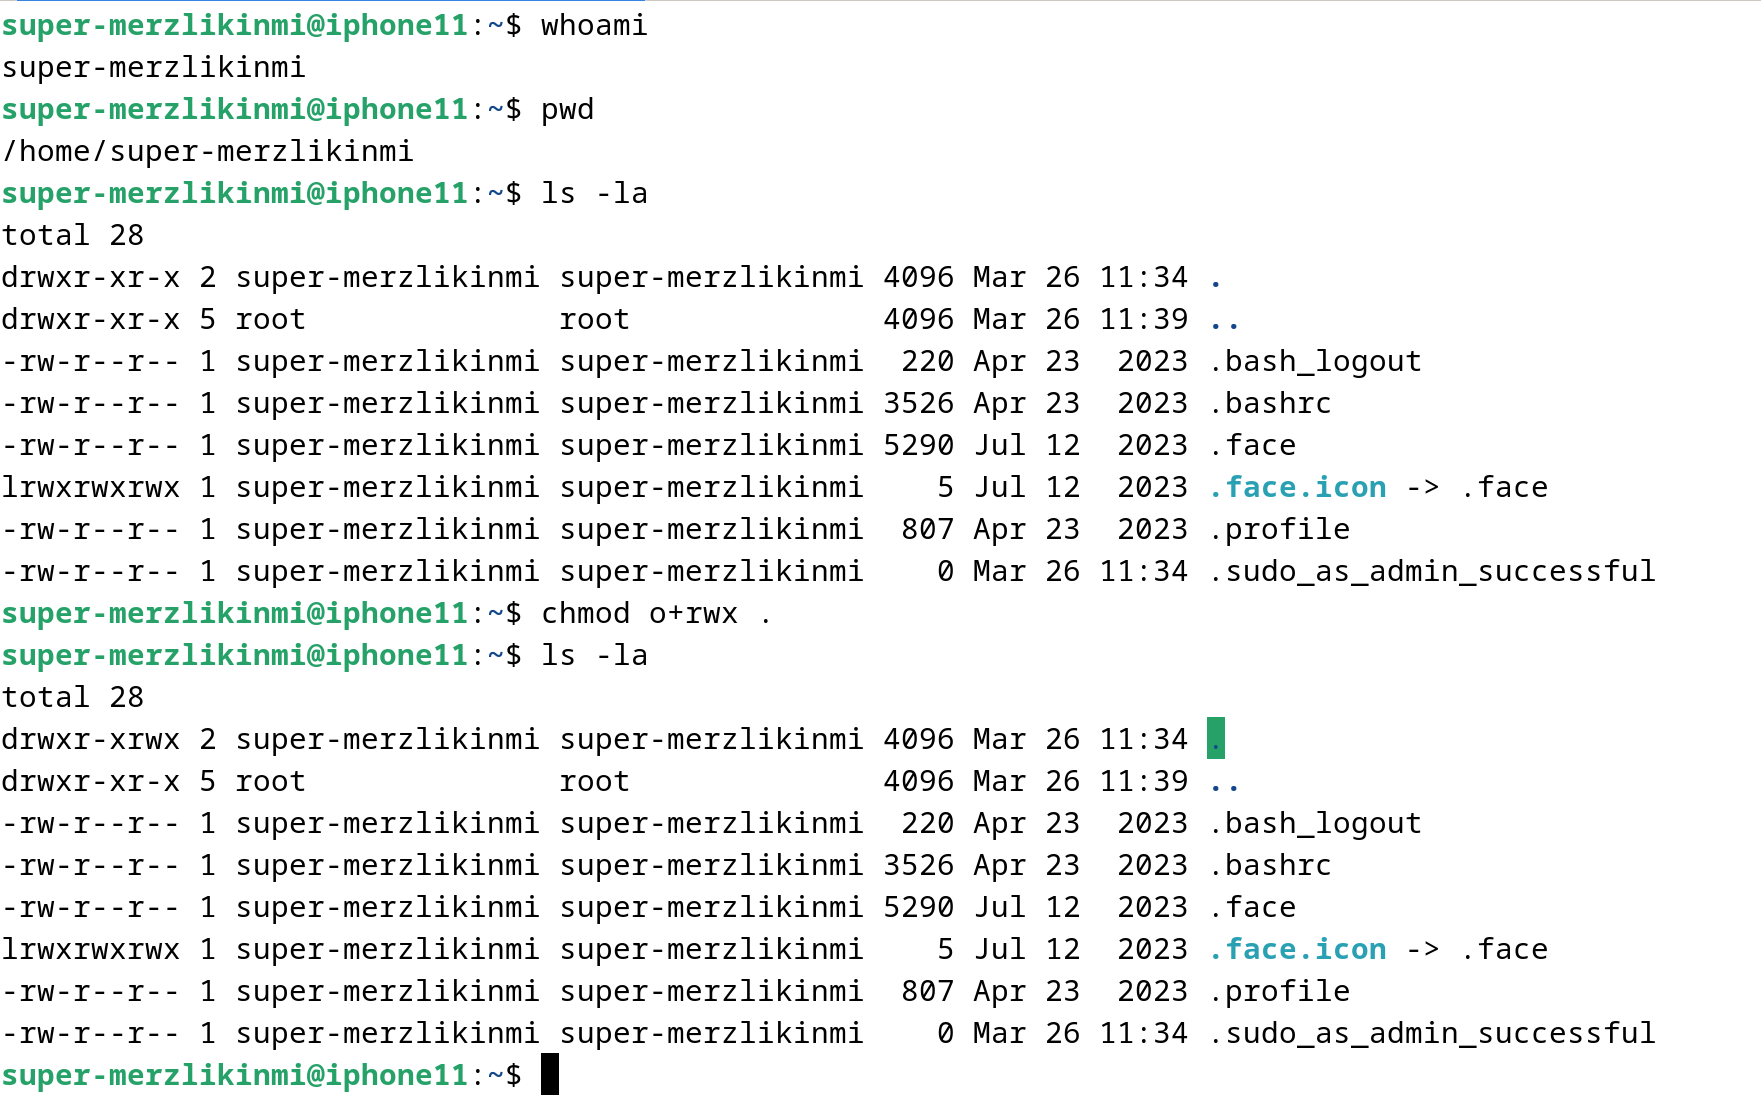 super-merzlikinmi@iphone11:~$ whoami
super-merzlikinmi
super-merzlikinmi@iphone11:~$ pwd
/home/super-merzlikinmi
super-merzlikinmi@iphone11:~$ ls -la
total 28
drwxr-xr-x 2 super-merzlikinmi super-merzlikinmi 4096 Mar 26 11:34 .
drwxr-xr-x 5 root              root              4096 Mar 26 11:39 ..
-rw-r--r-- 1 super-merzlikinmi super-merzlikinmi  220 Apr 23  2023 .bash_logout
-rw-r--r-- 1 super-merzlikinmi super-merzlikinmi 3526 Apr 23  2023 .bashrc
-rw-r--r-- 1 super-merzlikinmi super-merzlikinmi 5290 Jul 12  2023 .face
lrwxrwxrwx 1 super-merzlikinmi super-merzlikinmi    5 Jul 12  2023 .face.icon -> .face
-rw-r--r-- 1 super-merzlikinmi super-merzlikinmi  807 Apr 23  2023 .profile
-rw-r--r-- 1 super-merzlikinmi super-merzlikinmi    0 Mar 26 11:34 .sudo_as_admin_successful
super-merzlikinmi@iphone11:~$ chmod o+rwx .
super-merzlikinmi@iphone11:~$ ls -la
total 28
drwxr-xrwx 2 super-merzlikinmi super-merzlikinmi 4096 Mar 26 11:34 .
drwxr-xr-x 5 root              root              4096 Mar 26 11:39 ..
-rw-r--r-- 1 super-merzlikinmi super-merzlikinmi  220 Apr 23  2023 .bash_logout
-rw-r--r-- 1 super-merzlikinmi super-merzlikinmi 3526 Apr 23  2023 .bashrc
-rw-r--r-- 1 super-merzlikinmi super-merzlikinmi 5290 Jul 12  2023 .face
lrwxrwxrwx 1 super-merzlikinmi super-merzlikinmi    5 Jul 12  2023 .face.icon -> .face
-rw-r--r-- 1 super-merzlikinmi super-merzlikinmi  807 Apr 23  2023 .profile
-rw-r--r-- 1 super-merzlikinmi super-merzlikinmi    0 Mar 26 11:34 .sudo_as_admin_successful
super-merzlikinmi@iphone11:~$